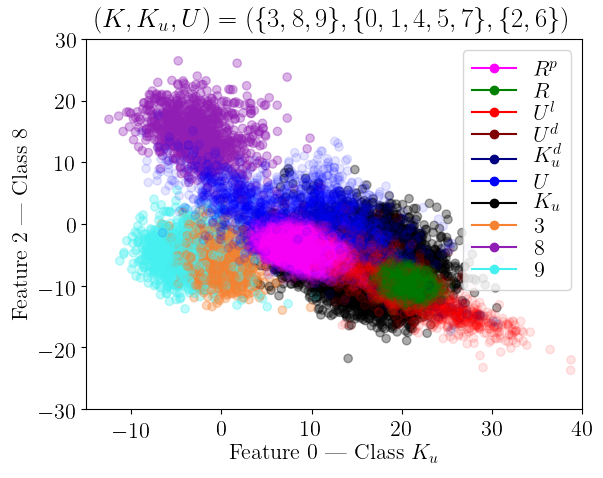 (K, K_u, U) = ({3, 8, 9}, {0, 1, 4, 5, 7}, {2, 6})
30
20
10
0
−10
−20
−30
Feature 2 — Class 8
R^p
R
U^l
U^d
K_u^d
U
K_u
3
8
9
−10 0 10 20 30 40
Feature 0 — Class K_u